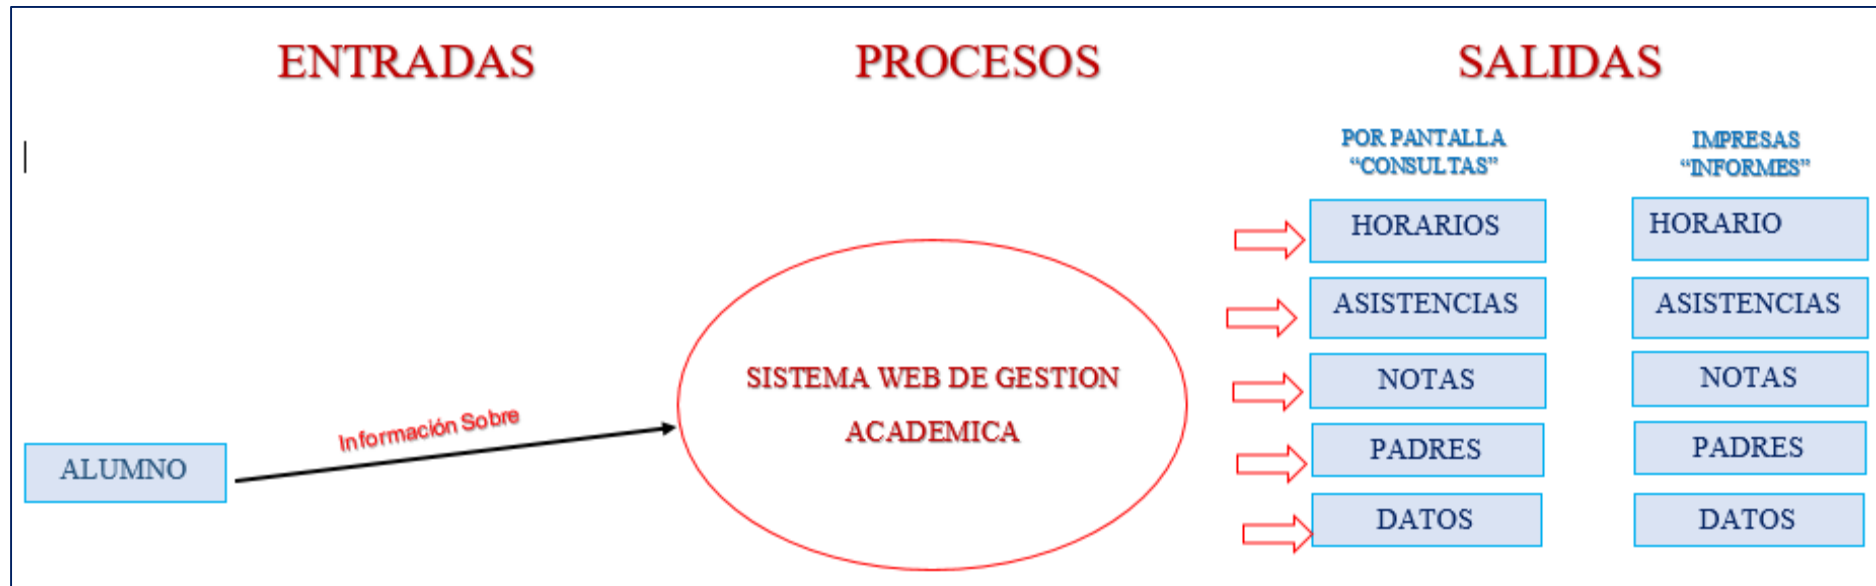 ENTRADAS
PROCESOS
SALIDAS
POR PANTALLA
“CONSULTAS”
IMPRESAS
“INFORMES”
HORARIOS
HORARIO
ASISTENCIAS
ASISTENCIAS
SISTEMA WEB DE GESTION
ACADEMICA
NOTAS
NOTAS
Información Sobre
ALUMNO
PADRES
PADRES
DATOS
DATOS